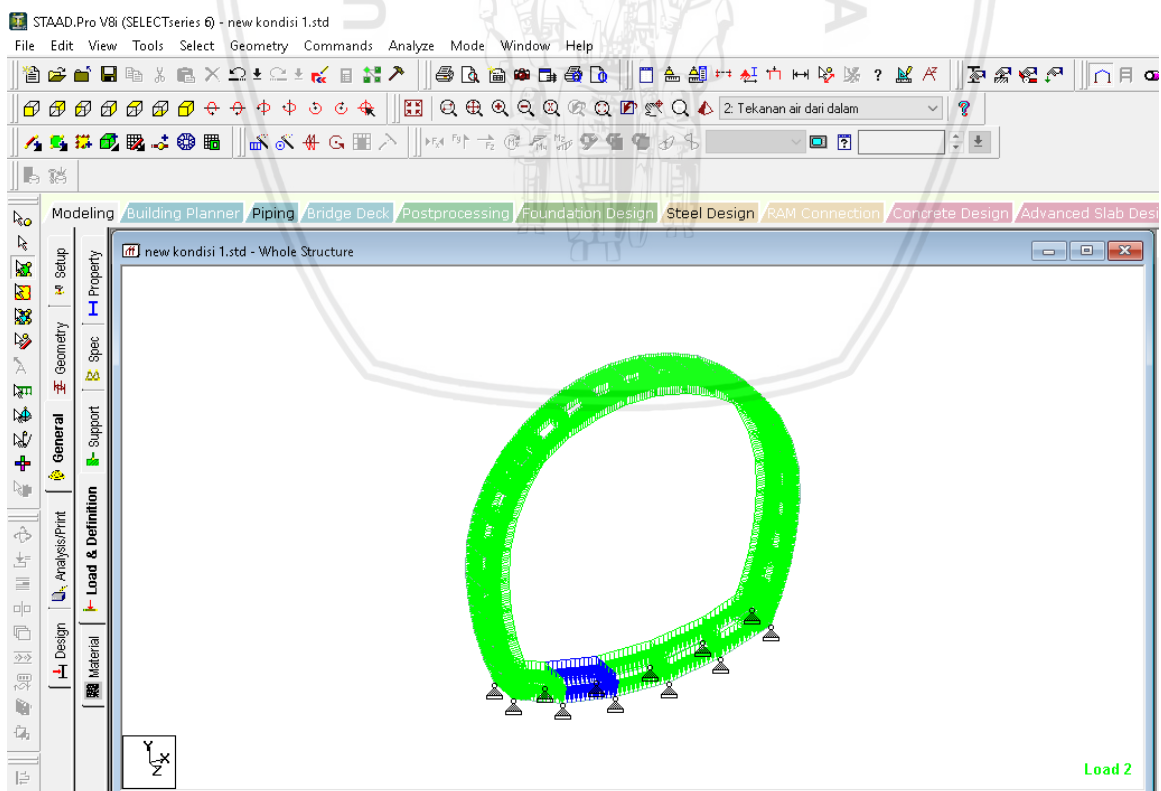 STAAD.Pro V8i (SELECTseries 6) - new kondisi 1.std
File Edit View Tools Select Geometry Commands Analyze Mode Window Help
2: Tekanan air dari dalam
Modeling Building Planner Piping Bridge Deck Postprocessing Foundation Design Steel Design RAM Connection Concrete Design Advanced Slab Desi
Setup
Geometry
General
Analysis/Print
Design
Property
Spec
Support
Load & Definition
Material
new kondisi 1.std - Whole Structure
Y
X
Z
Load 2